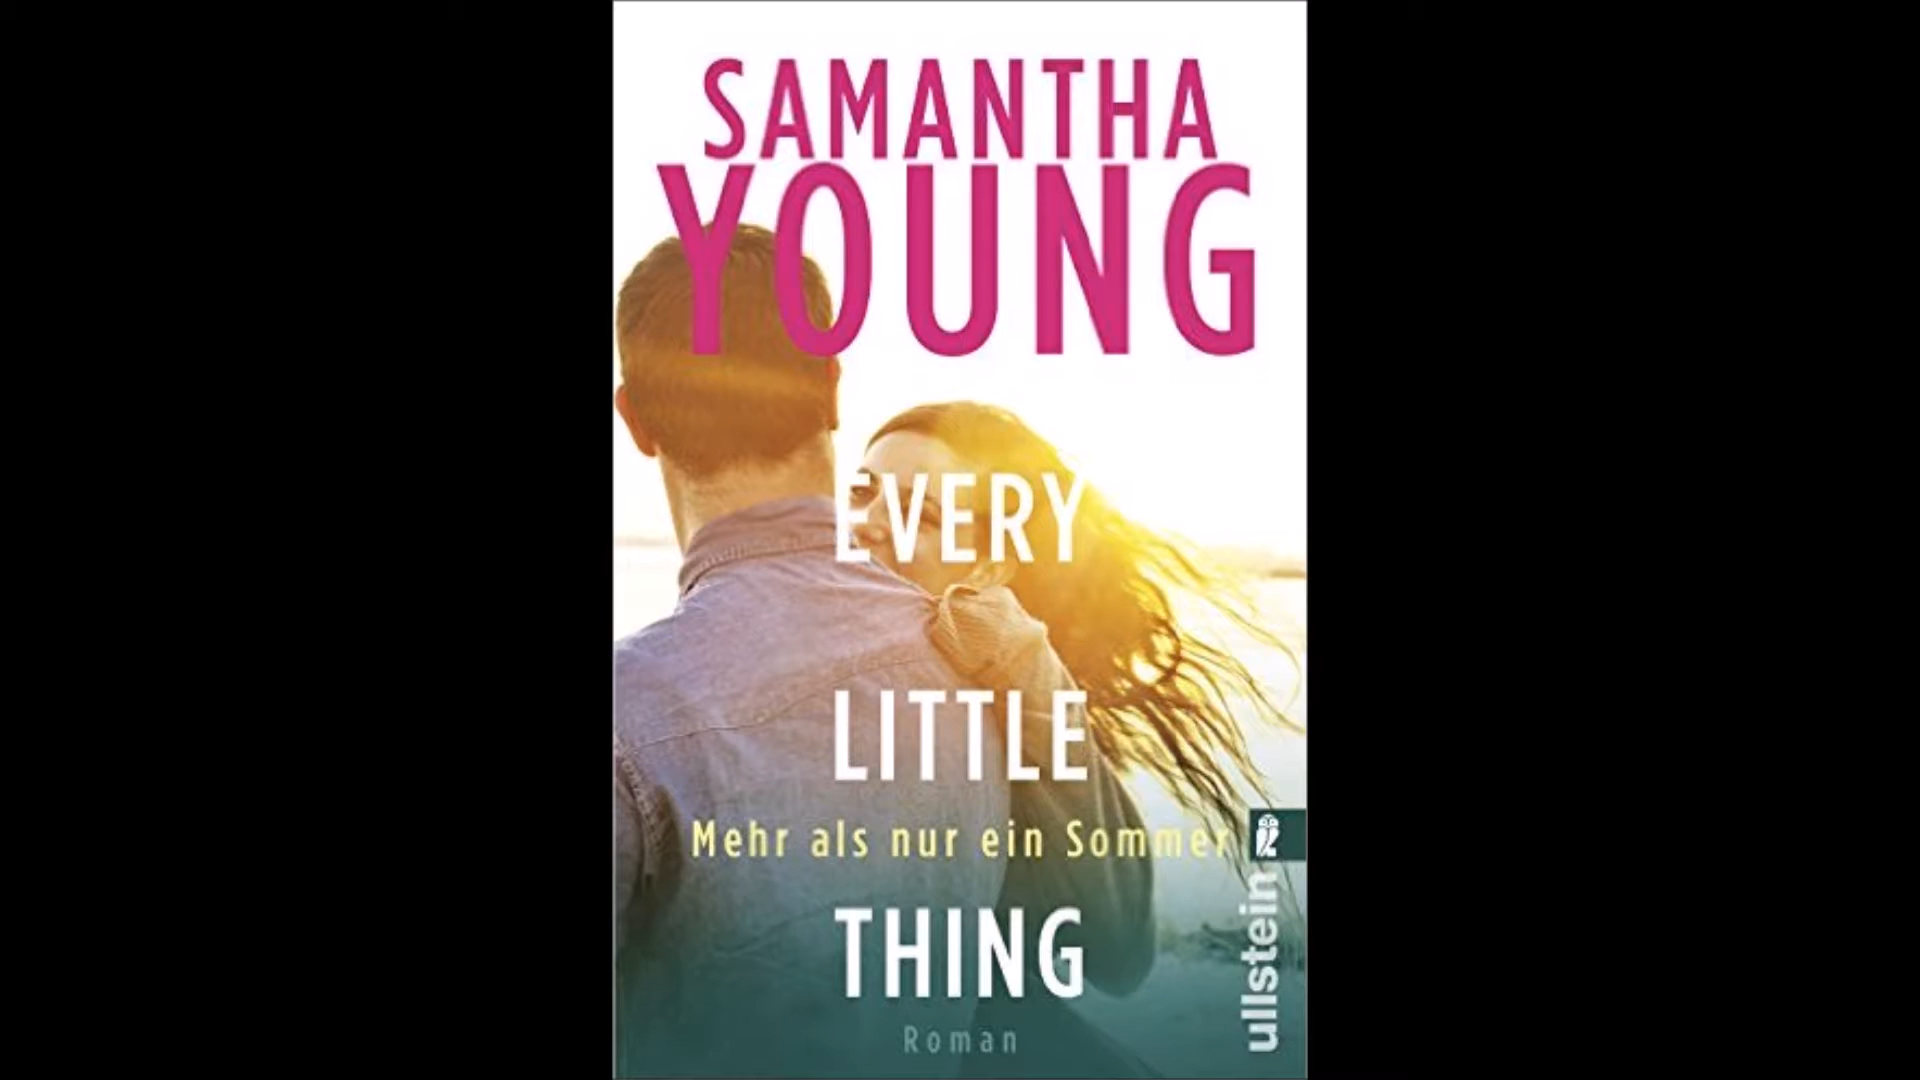 SAMANTHA
YOUNG
EVERY
LITTLE
Mehr als nur ein Sommer
THING
Roman
ullstein